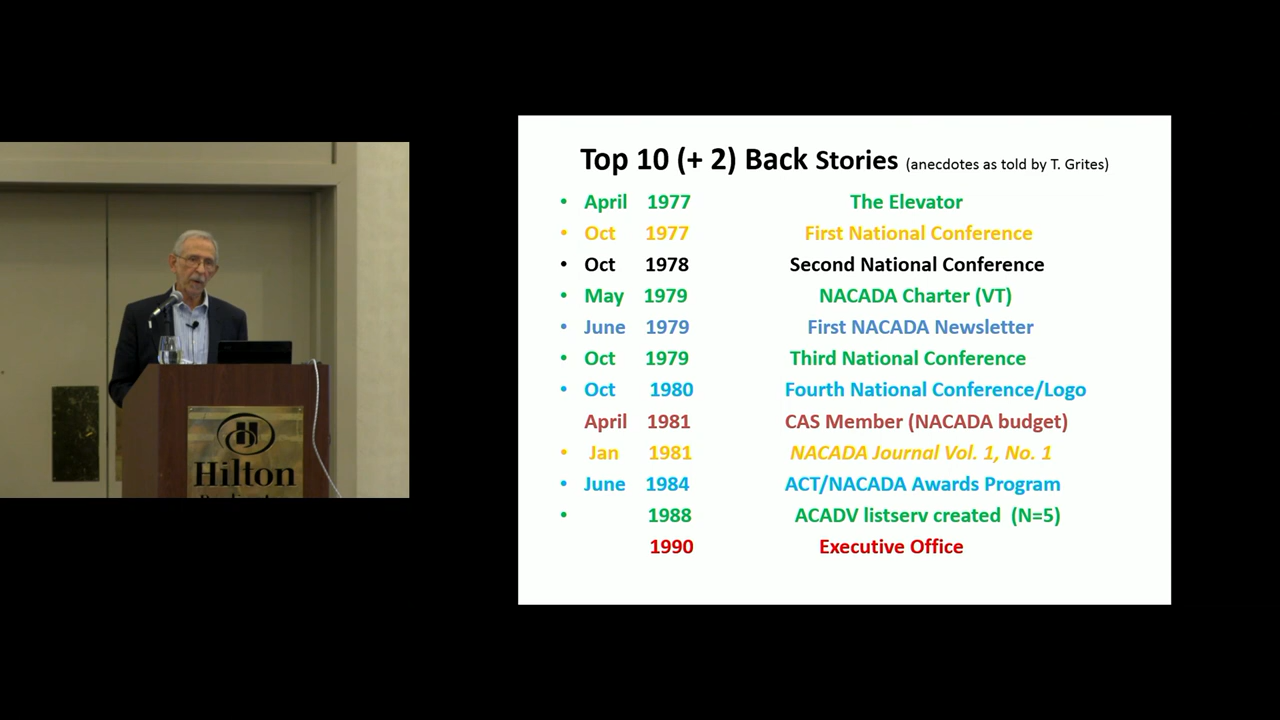 Top 10 (+ 2) Back Stories (anecdotes as told by T. Grites)
• April 1977 The Elevator
• Oct 1977 First National Conference
• Oct 1978 Second National Conference
• May 1979 NACADA Charter (VT)
• June 1979 First NACADA Newsletter
• Oct 1979 Third National Conference
• Oct 1980 Fourth National Conference/Logo
April 1981 CAS Member (NACADA budget)
• Jan 1981 NACADA Journal Vol. 1, No. 1
• June 1984 ACT/NACADA Awards Program
• 1988 ACADV listserv created (N=5)
1990 Executive Office
Hilton